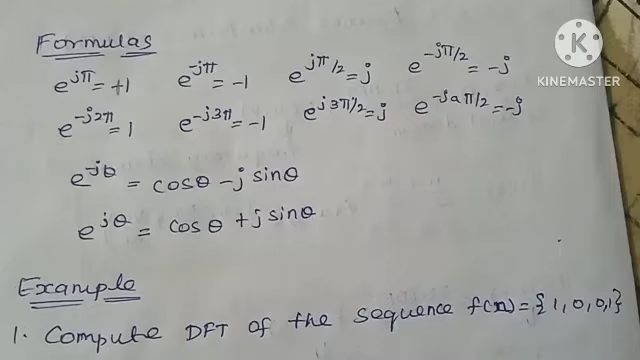 Formulas
KINEMASTER
e^jπ = +1 e^-jπ = -1 e^jπ/2 = j e^-jπ/2 = -j
e^-j2π = 1 e^-j3π = -1 e^j3π/2 = j e^-jaπ/2 = -j
e^-jθ = cosθ - j sinθ
e^jθ = cosθ + j sinθ
Example
1. Compute DFT of the sequence f(n) = {1, 0, 0, 1}